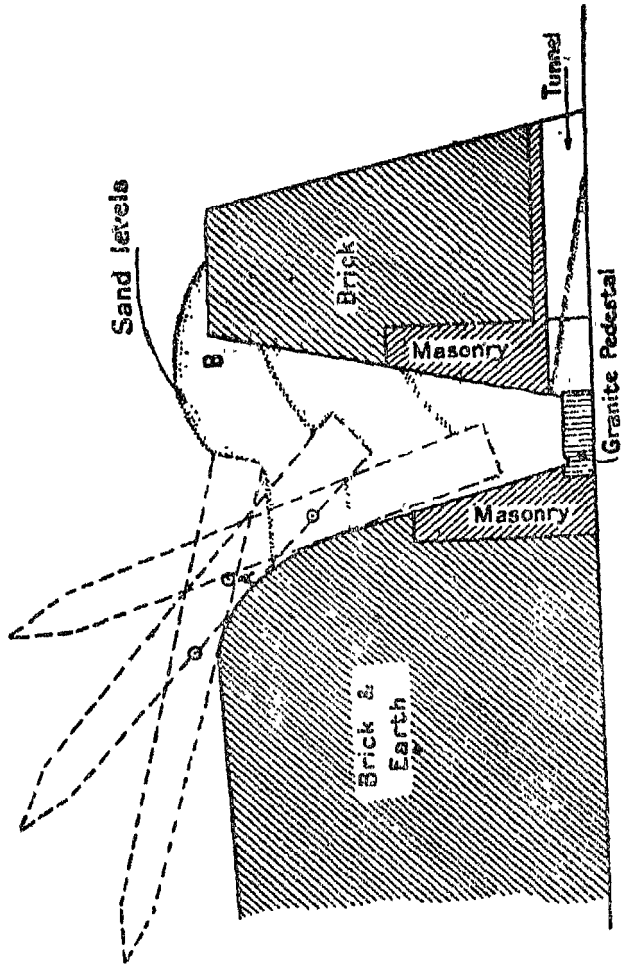 Sand levels
B
Brick
Tunnel
Masonry
Masonry
Granite Pedestal
Brick &
Earth